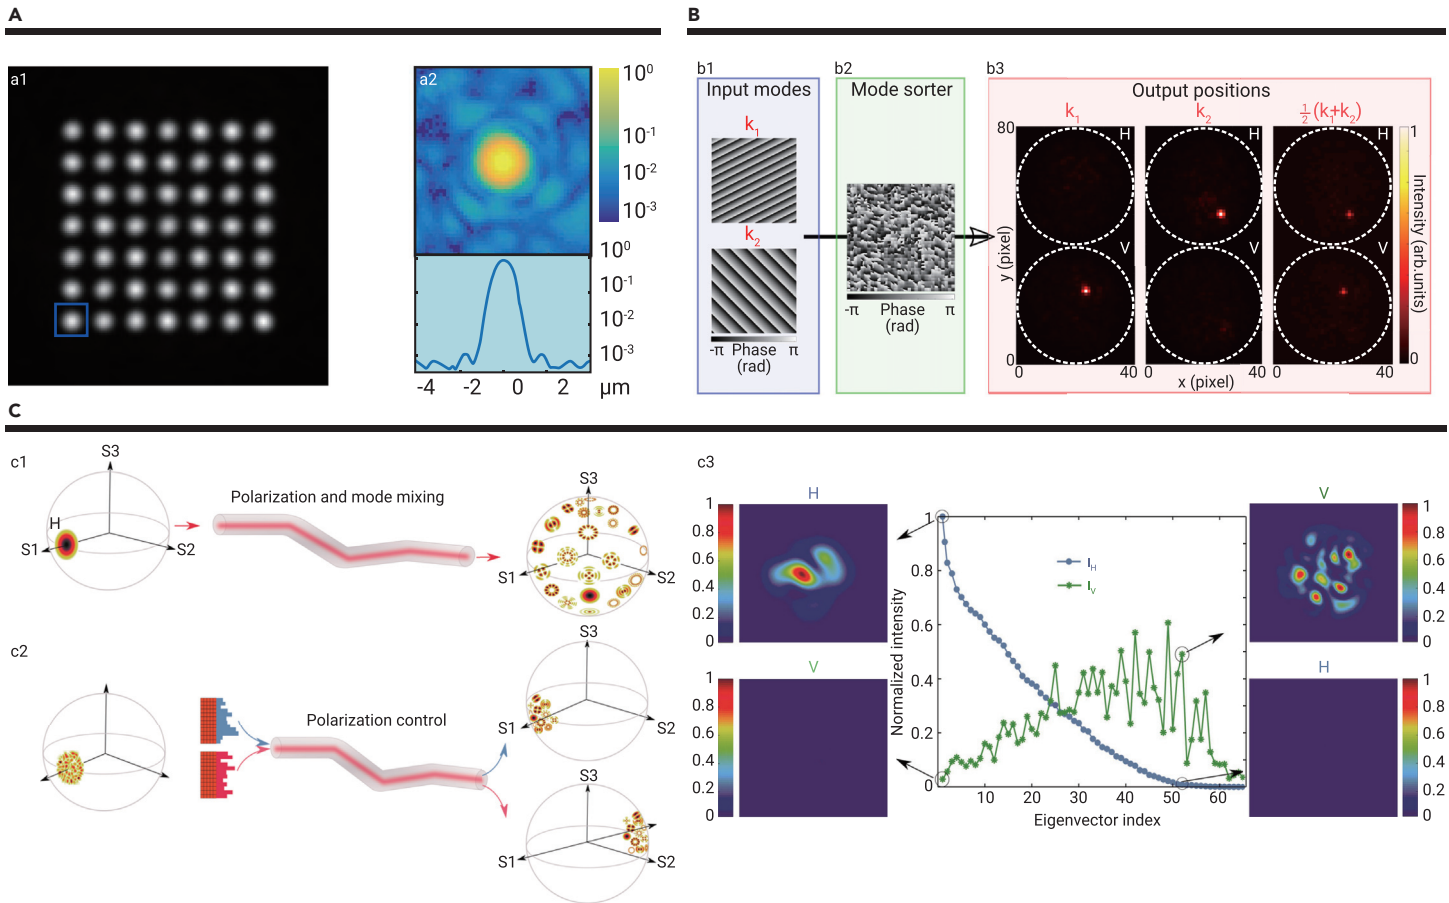 A
a1
a2
10⁰
10⁻¹
10⁻²
10⁻³
10⁰
10⁻¹
10⁻²
10⁻³
-4 -2 0 2 μm
B
b1
Input modes
k₁
k₂
-π Phase π
(rad)
b2
Mode sorter
-π Phase π
(rad)
b3
Output positions
k₁ k₂ ½(k₁+k₂)
80
y (pixel)
0
H H H
V V V
0 40 0 0 40
x (pixel)
1
Intensity (arb.units)
0
C
c1
S3
H
S1
S2
Polarization and mode mixing
S3
S1
S2
c2
Polarization control
S3
S1
S2
S3
S1
S2
c3
H
1
0.8
0.6
0.4
0.2
0
V
1
0.8
0.6
0.4
0.2
0
Normalized intensity
1
0.8
0.6
0.4
0.2
0
I_H
I_V
10 20 30 40 50 60
Eigenvector index
V
1
0.8
0.6
0.4
0.2
0
H
1
0.8
0.6
0.4
0.2
0